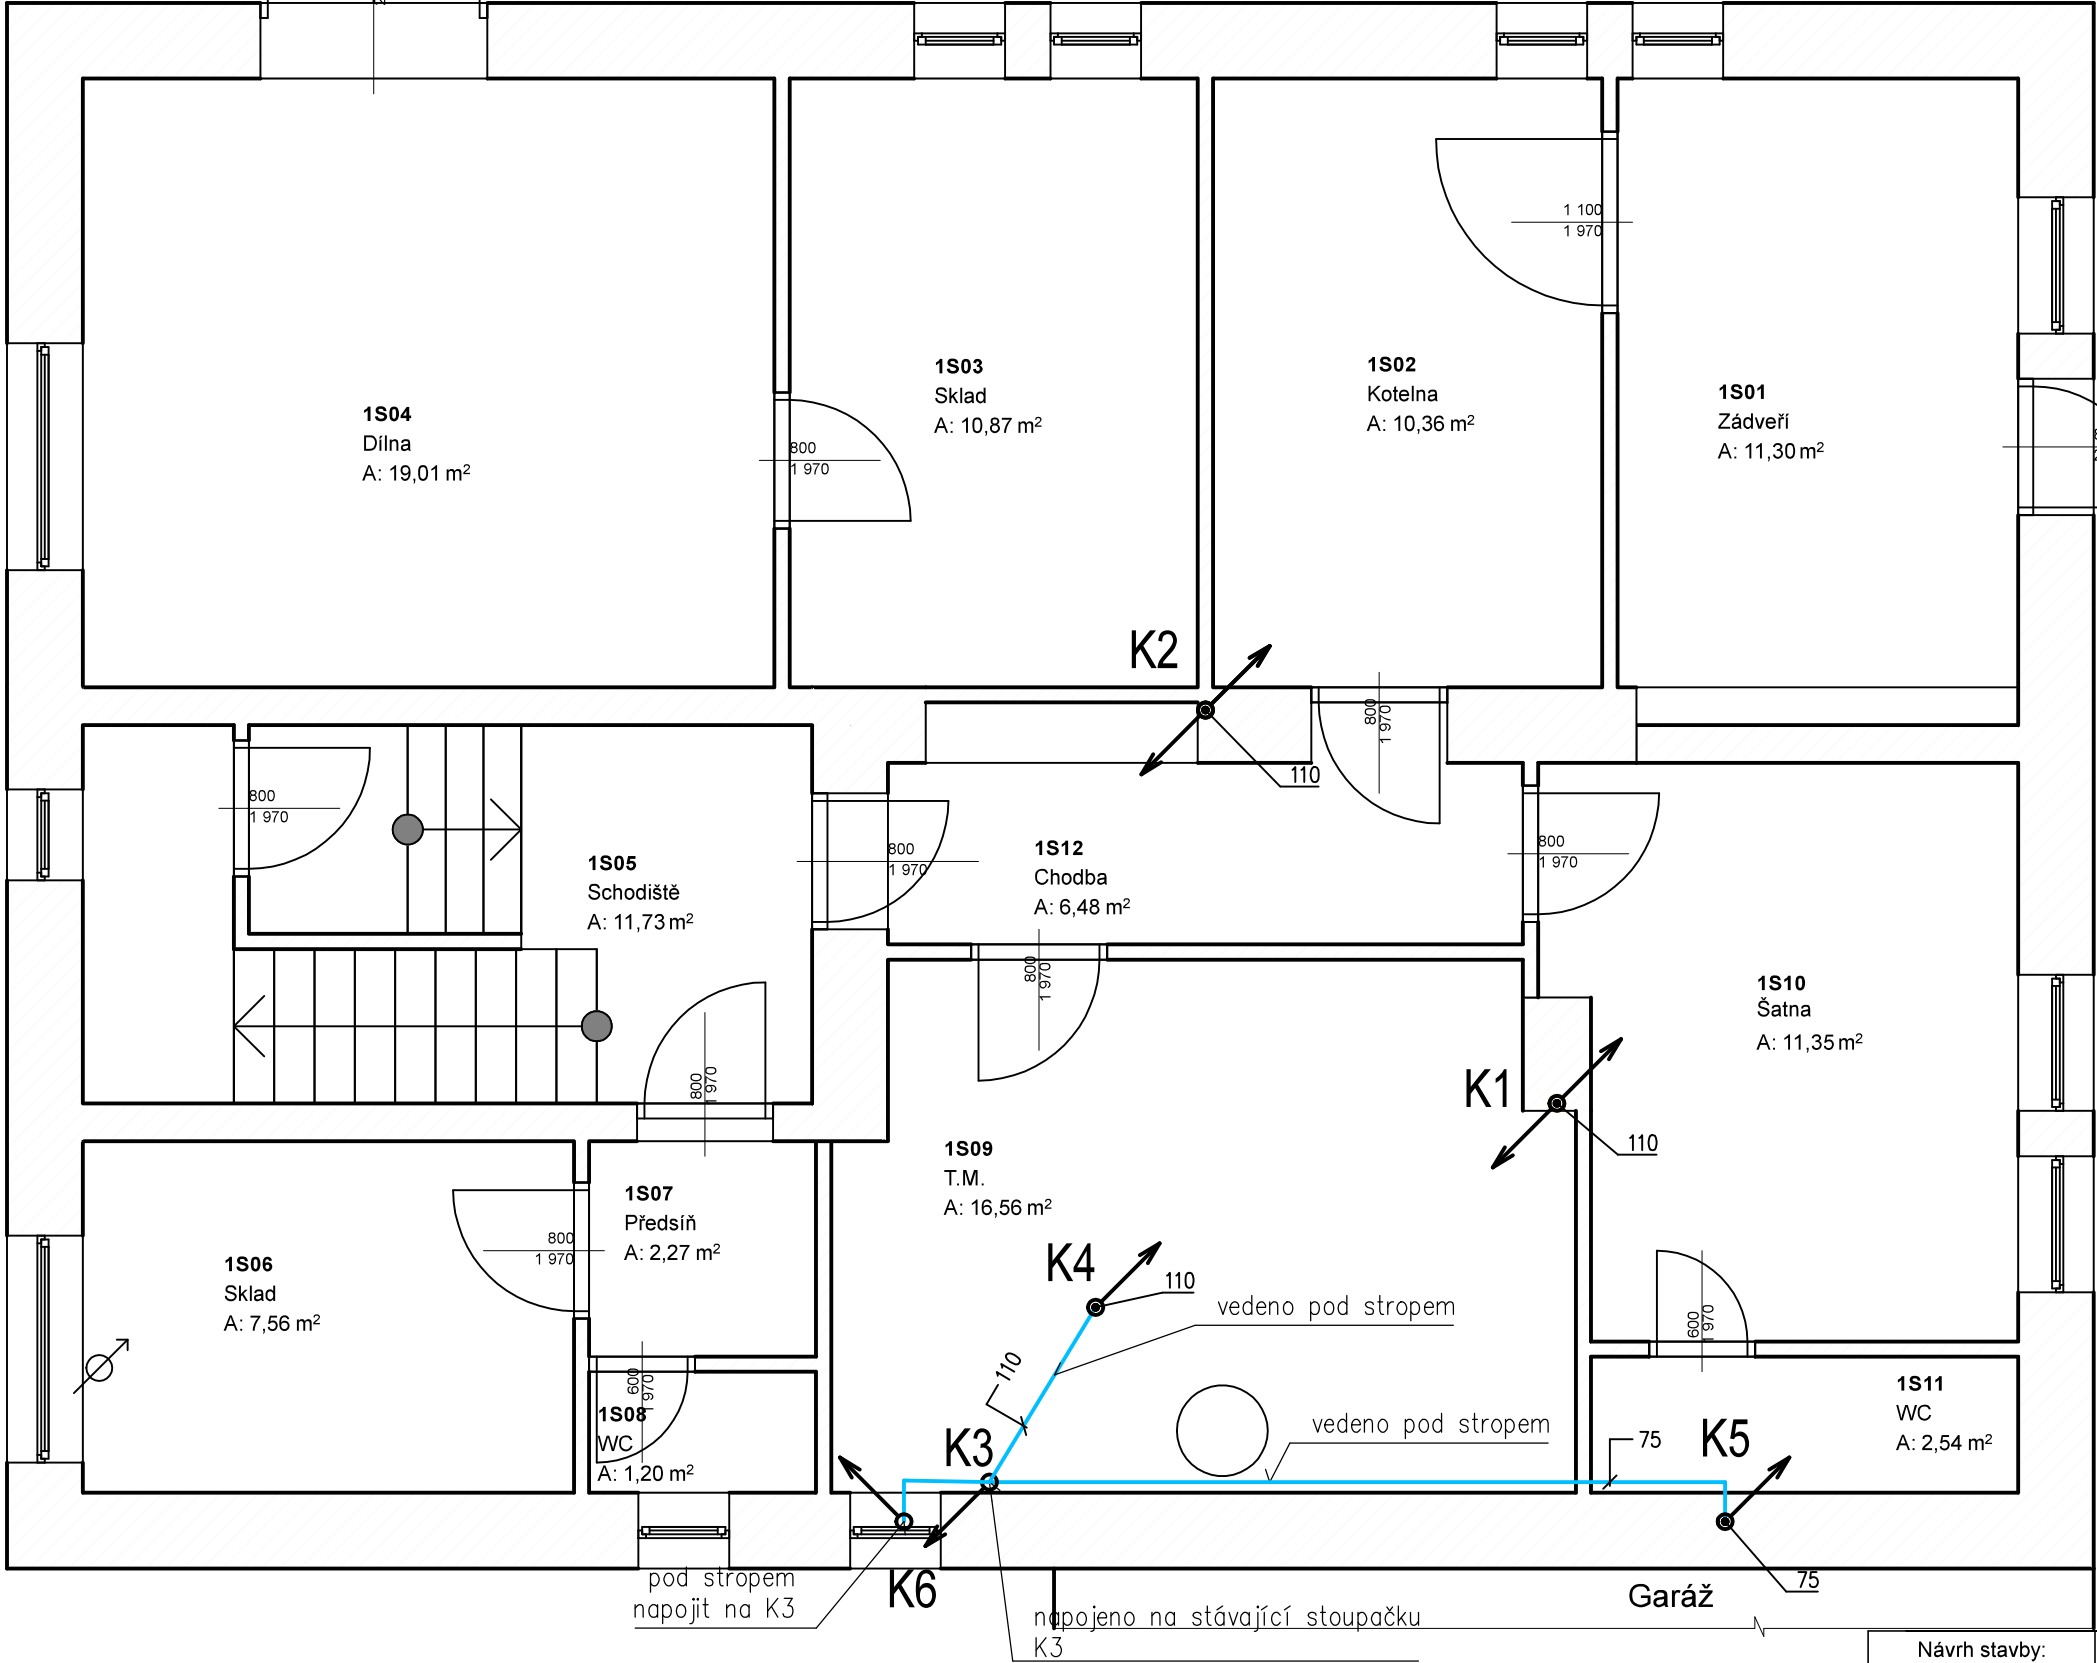 1 100
1 970
1S03
Sklad
A: 10,87 m²
1S02
Kotelna
A: 10,36 m²
1S01
Zádveří
A: 11,30 m²
1S04
Dílna
A: 19,01 m²
800
1 970
K2
800
1 970
110
800
1 970
1S05
Schodiště
A: 11,73 m²
800
1 970
1S12
Chodba
A: 6,48 m²
800
1 970
800
1 970
1S10
Šatna
A: 11,35 m²
800
1 970
K1
110
1S09
T.M.
A: 16,56 m²
1S07
Předsíň
A: 2,27 m²
800
1 970
1S06
Sklad
A: 7,56 m²
K4
110
vedeno pod stropem
600
1 970
110
600
1 970
1S08
WC
A: 1,20 m²
K3
vedeno pod stropem
75
K5
1S11
WC
A: 2,54 m²
pod stropem
napojit na K3
K6
75
Garáž
napojeno na stávající stoupačku
K3
Návrh stavby: